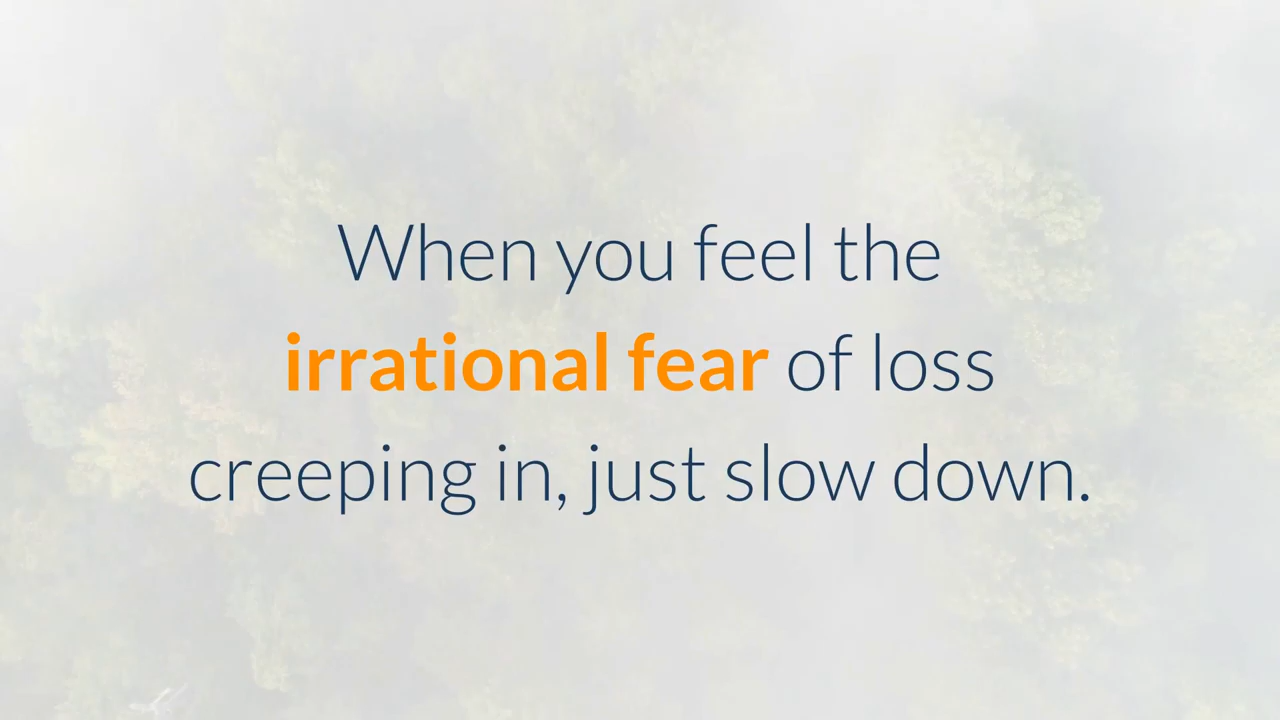 When you feel the
irrational fear of loss
creeping in, just slow down.